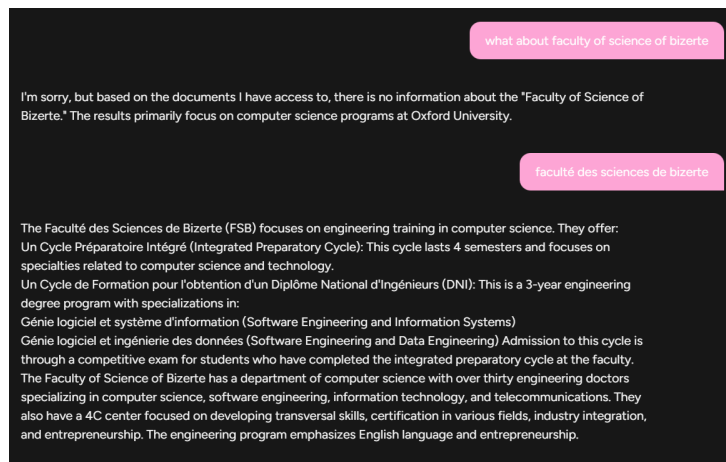 what about faculty of science of bizerte
I'm sorry, but based on the documents I have access to, there is no information about the "Faculty of Science of
Bizerte." The results primarily focus on computer science programs at Oxford University.
faculté des sciences de bizerte
The Faculté des Sciences de Bizerte (FSB) focuses on engineering training in computer science. They offer:
Un Cycle Préparatoire Intégré (Integrated Preparatory Cycle): This cycle lasts 4 semesters and focuses on
specialties related to computer science and technology.
Un Cycle de Formation pour l'obtention d'un Diplôme National d'Ingénieurs (DNI): This is a 3-year engineering
degree program with specializations in:
Génie logiciel et système d'information (Software Engineering and Information Systems)
Génie logiciel et ingénierie des données (Software Engineering and Data Engineering) Admission to this cycle is
through a competitive exam for students who have completed the integrated preparatory cycle at the faculty.
The Faculty of Science of Bizerte has a department of computer science with over thirty engineering doctors
specializing in computer science, software engineering, information technology, and telecommunications. They
also have a 4C center focused on developing transversal skills, certification in various fields, industry integration,
and entrepreneurship. The engineering program emphasizes English language and entrepreneurship.